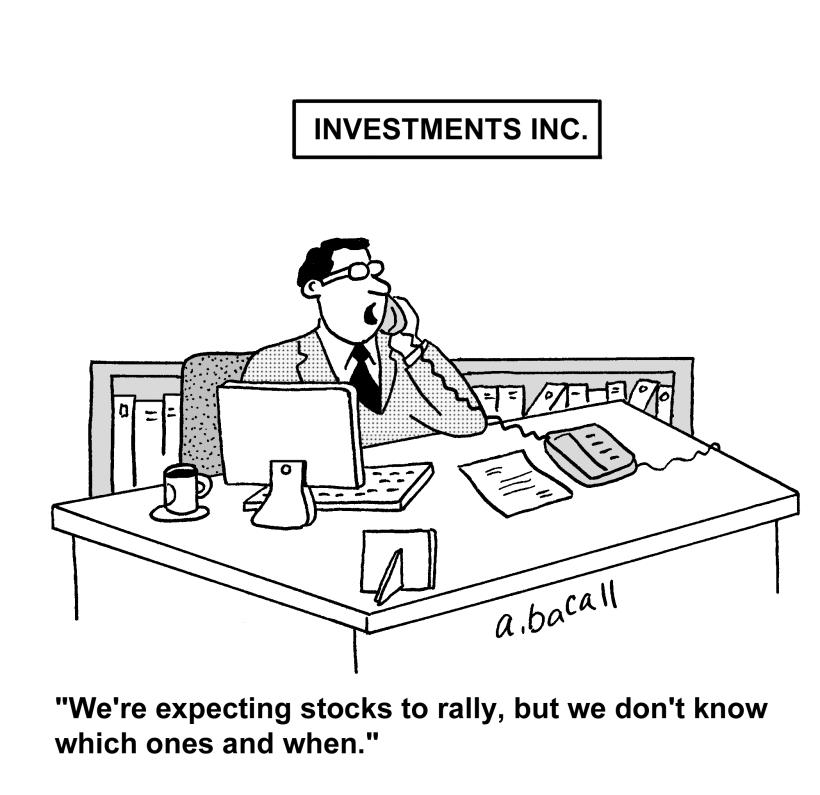 INVESTMENTS INC.
a.bacall
"We're expecting stocks to rally, but we don't know
which ones and when."